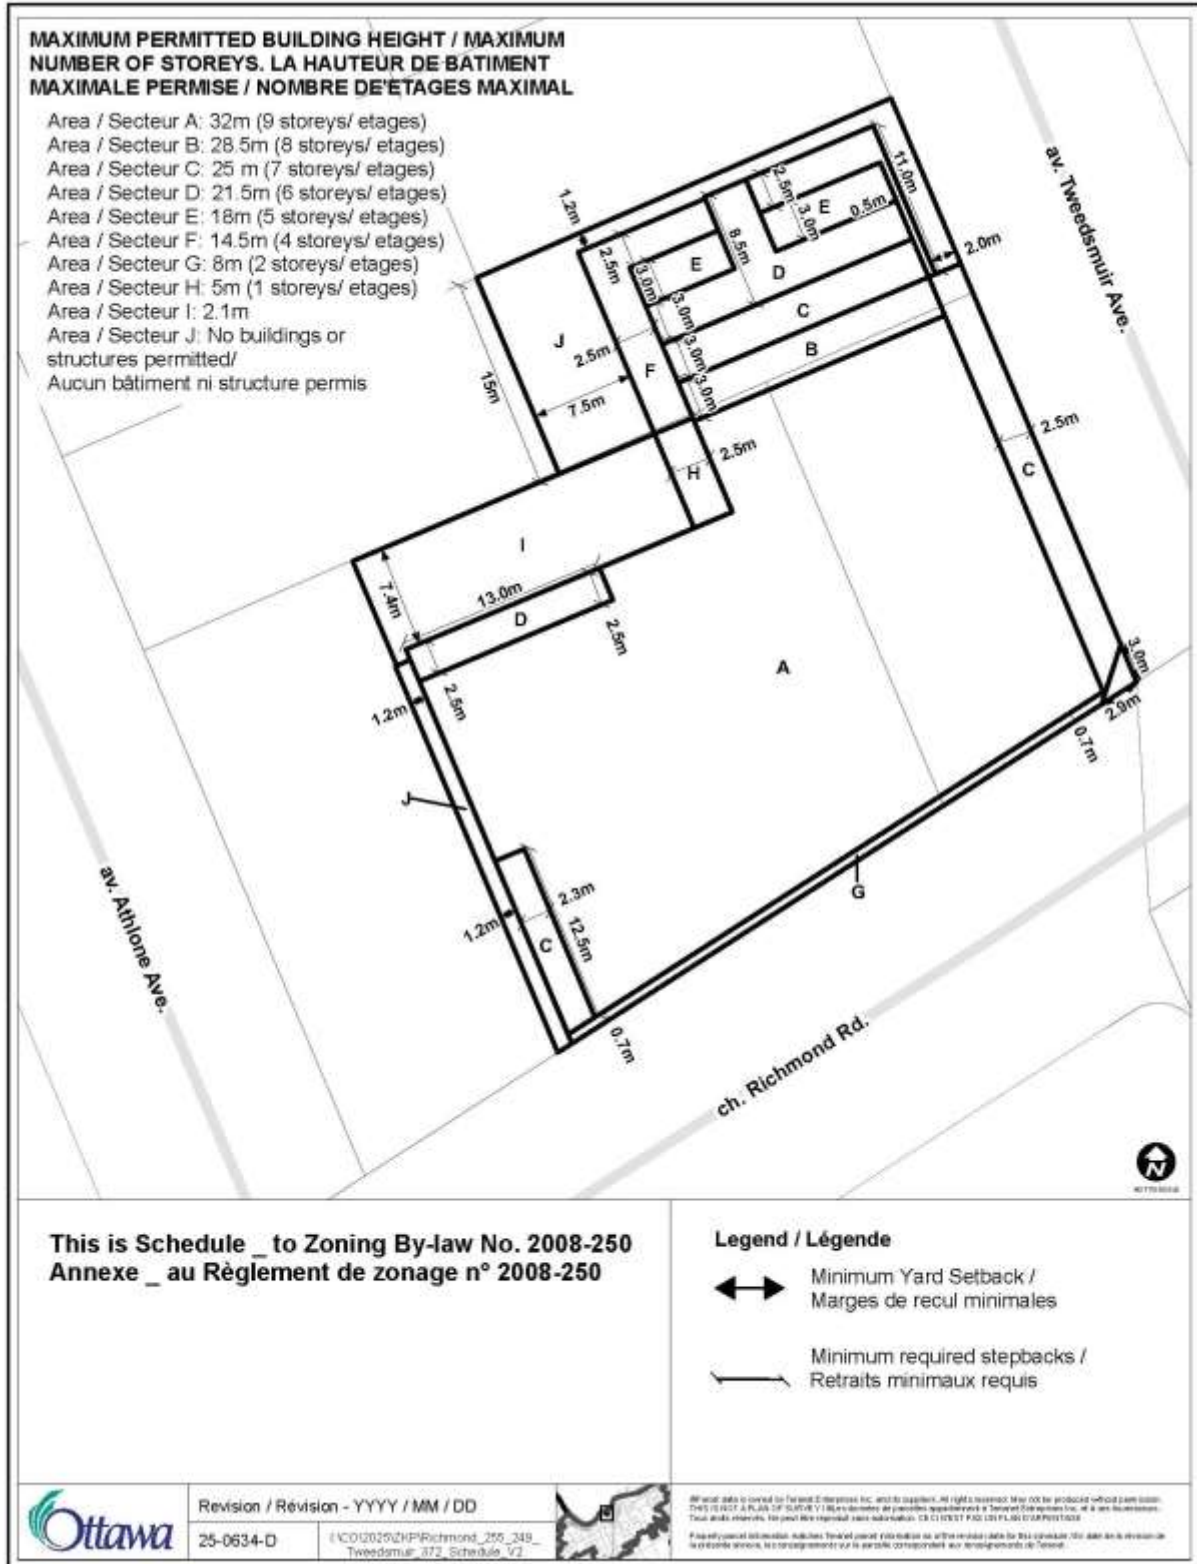 MAXIMUM PERMITTED BUILDING HEIGHT / MAXIMUM
NUMBER OF STOREYS. LA HAUTEUR DE BATIMENT
MAXIMALE PERMISE / NOMBRE DE'ETAGES MAXIMAL
Area / Secteur A: 32m (9 storeys/ etages)
Area / Secteur B: 28.5m (8 storeys/ etages)
Area / Secteur C: 25 m (7 storeys/ etages)
Area / Secteur D: 21.5m (6 storeys/ etages)
Area / Secteur E: 18m (5 storeys/ etages)
Area / Secteur F: 14.5m (4 storeys/ etages)
Area / Secteur G: 8m (2 storeys/ etages)
Area / Secteur H: 5m (1 storeys/ etages)
Area / Secteur I: 2.1m
Area / Secteur J: No buildings or
structures permitted/
Aucun bâtiment ni structure permis
av. Tweedsmuir Ave.
11.0m
2.5m
E
0.5m
3.0m
1.2m
8.5m
2.0m
2.5m
E
3.0m
D
3.0m
C
J
2.5m
3.0m
B
F
3.0m
15m
7.5m
2.5m
2.5m
H
C
I
7.4m
13.0m
D
2.5m
A
3.0m
2.5m
1.2m
2.9m
0.7m
J
G
av. Athlone Ave.
2.3m
1.2m
12.5m
C
0.7m
ch. Richmond Rd.
N
This is Schedule _ to Zoning By-law No. 2008-250
Annexe _ au Règlement de zonage n° 2008-250
Legend / Légende
Minimum Yard Setback /
Marges de recul minimales
Minimum required stepbacks /
Retraits minimaux requis
Ottawa
Revision / Révision - YYYY / MM / DD
25-0634-D
I:\CO\2025\ZKP\Richmond_255_249_
Tweedsmuir_372_Schedule_V2